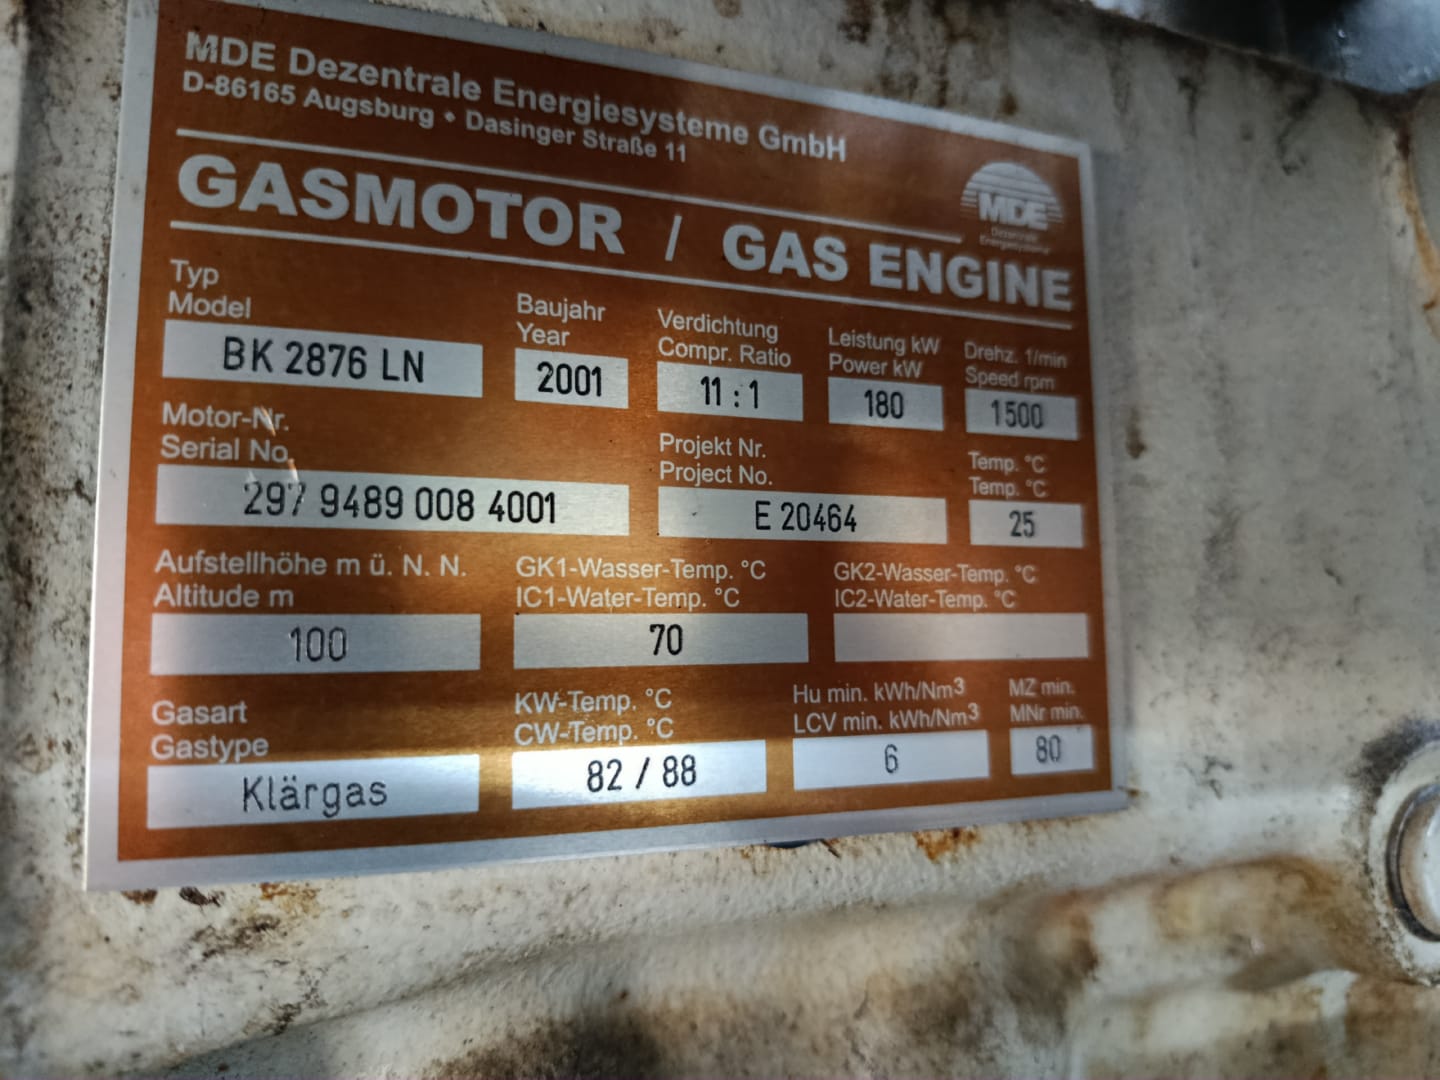 MDE Dezentrale Energiesysteme GmbH
D-86165 Augsburg • Dasinger Straße 11
MDE
Dezentrale
Energiesysteme
GASMOTOR / GAS ENGINE
Typ
Model
BK 2876 LN
Baujahr
Year
2001
Verdichtung
Compr. Ratio
11 : 1
Leistung kW
Power kW
180
Drehz. 1/min
Speed rpm
1500
Motor-Nr.
Serial No.
297 9489 008 4001
Projekt Nr.
Project No.
E 20464
Temp. °C
Temp. °C
25
Aufstellhöhe m ü. N. N.
Altitude m
100
GK1-Wasser-Temp. °C
IC1-Water-Temp. °C
70
GK2-Wasser-Temp. °C
IC2-Water-Temp. °C
Gasart
Gastype
Klärgas
KW-Temp. °C
CW-Temp. °C
82 / 88
Hu min. kWh/Nm3
LCV min. kWh/Nm3
6
MZ min.
MNr min.
80